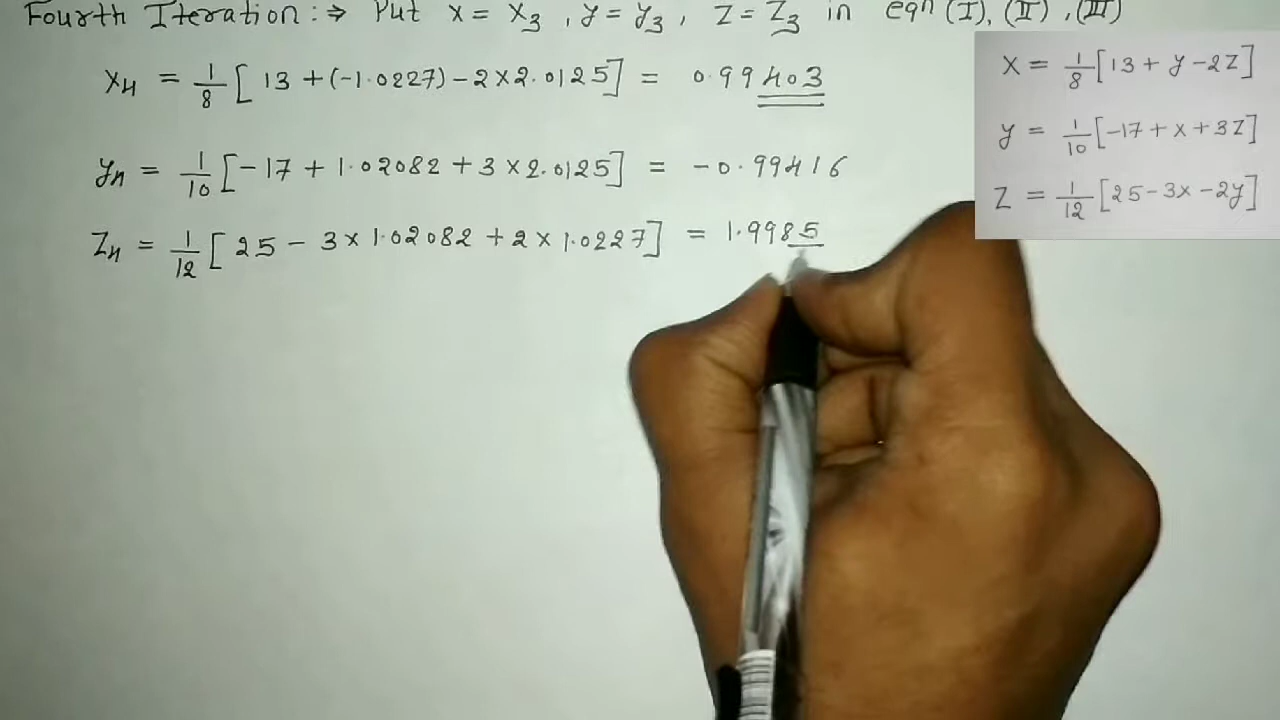 Fourth Iteration :⇒ Put x = x₃ , y = y₃ , z = z₃ in eqn (I), (II) , (III)
x₄ = 1/8 [ 13 + (-1.0227) - 2 × 2.0125] = 0.99403
y₄ = 1/10 [-17 + 1.02082 + 3 × 2.0125] = -0.99416
z₄ = 1/12 [ 25 - 3 × 1.02082 + 2 × 1.0227] = 1.9985
x = 1/8 [13 + y - 2z]
y = 1/10 [-17 + x + 3z]
z = 1/12 [25 - 3x - 2y]